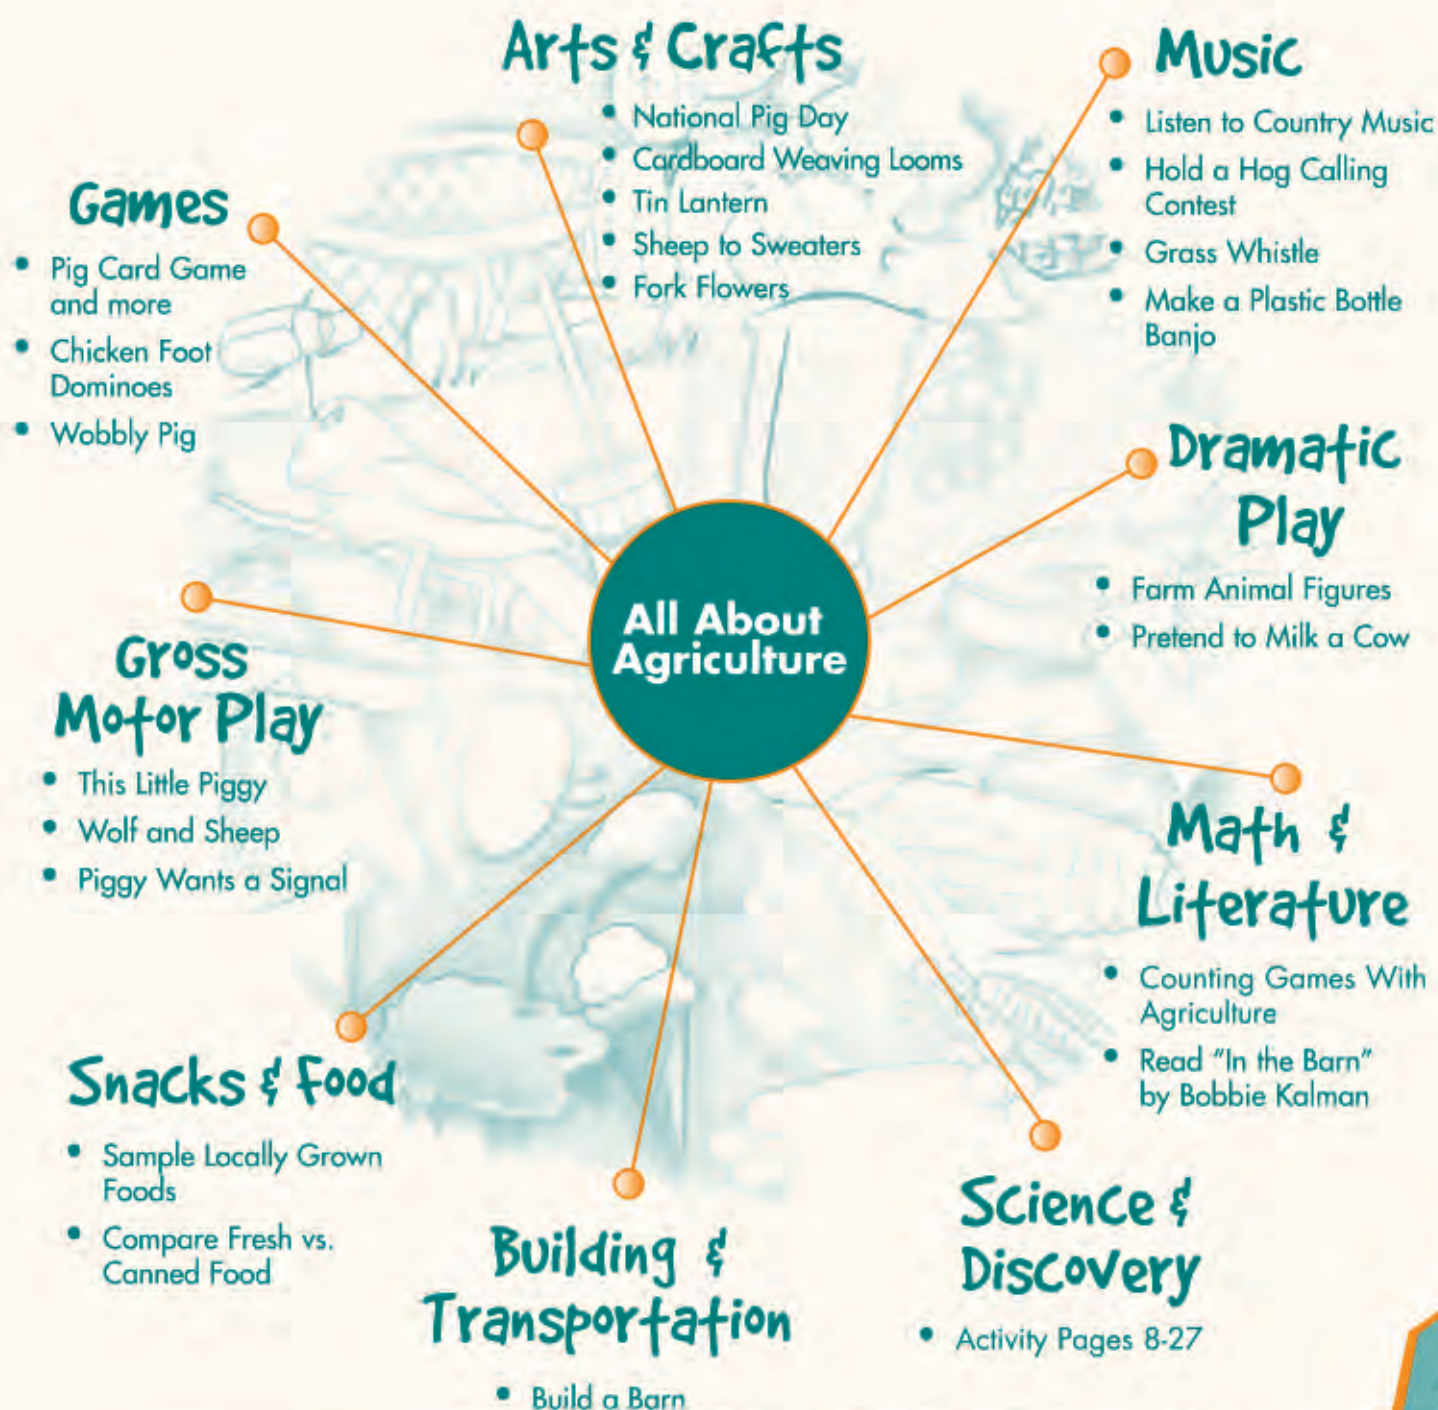 Arts & Crafts
• National Pig Day
• Cardboard Weaving Looms
• Tin Lantern
• Sheep to Sweaters
• Fork Flowers
Music
• Listen to Country Music
• Hold a Hog Calling
Contest
• Grass Whistle
• Make a Plastic Bottle
Banjo
Games
• Pig Card Game
and more
• Chicken Foot
Dominoes
• Wobbly Pig
Dramatic
Play
• Farm Animal Figures
• Pretend to Milk a Cow
All About
Agriculture
Gross
Motor Play
• This Little Piggy
• Wolf and Sheep
• Piggy Wants a Signal
Math &
Literature
• Counting Games With
Agriculture
• Read “In the Barn”
by Bobbie Kalman
Snacks & Food
• Sample Locally Grown
Foods
• Compare Fresh vs.
Canned Food
Building &
Transportation
• Build a Barn
Science &
Discovery
• Activity Pages 8-27